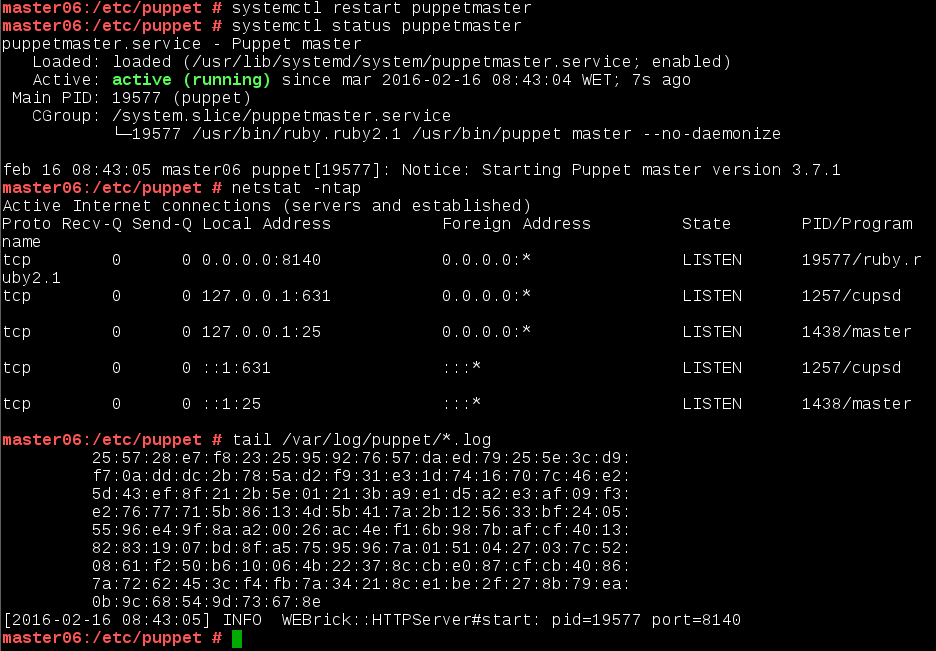 master06:/etc/puppet # systemctl restart puppetmaster
master06:/etc/puppet # systemctl status puppetmaster
puppetmaster.service - Puppet master
   Loaded: loaded (/usr/lib/systemd/system/puppetmaster.service; enabled)
   Active: active (running) since mar 2016-02-16 08:43:04 WET; 7s ago
 Main PID: 19577 (puppet)
   CGroup: /system.slice/puppetmaster.service
           └─19577 /usr/bin/ruby.ruby2.1 /usr/bin/puppet master --no-daemonize
feb 16 08:43:05 master06 puppet[19577]: Notice: Starting Puppet master version 3.7.1
master06:/etc/puppet # netstat -ntap
Active Internet connections (servers and established)
Proto Recv-Q Send-Q Local Address           Foreign Address         State       PID/Program
name
tcp        0      0 0.0.0.0:8140            0.0.0.0:*               LISTEN      19577/ruby.r
uby2.1
tcp        0      0 127.0.0.1:631           0.0.0.0:*               LISTEN      1257/cupsd
tcp        0      0 127.0.0.1:25            0.0.0.0:*               LISTEN      1438/master
tcp        0      0 ::1:631                 :::*                    LISTEN      1257/cupsd
tcp        0      0 ::1:25                  :::*                    LISTEN      1438/master
master06:/etc/puppet # tail /var/log/puppet/*.log
         25:57:28:e7:f8:23:25:95:92:76:57:da:ed:79:25:5e:3c:d9:
         f7:0a:dd:dc:2b:78:5a:d2:f9:31:e3:1d:74:16:70:7c:46:e2:
         5d:43:ef:8f:21:2b:5e:01:21:3b:a9:e1:d5:a2:e3:af:09:f3:
         e2:76:77:71:5b:86:13:4d:5b:41:7a:2b:12:56:33:bf:24:05:
         55:96:e4:9f:8a:a2:00:26:ac:4e:f1:6b:98:7b:af:cf:40:13:
         82:83:19:07:bd:8f:a5:75:95:96:7a:01:51:04:27:03:7c:52:
         08:61:f2:50:b6:10:06:4b:22:37:8c:cb:e0:87:cf:cb:40:86:
         7a:72:62:45:3c:f4:fb:7a:34:21:8c:e1:be:2f:27:8b:79:ea:
         0b:9c:68:54:9d:73:67:8e
[2016-02-16 08:43:05] INFO  WEBrick::HTTPServer#start: pid=19577 port=8140
master06:/etc/puppet #